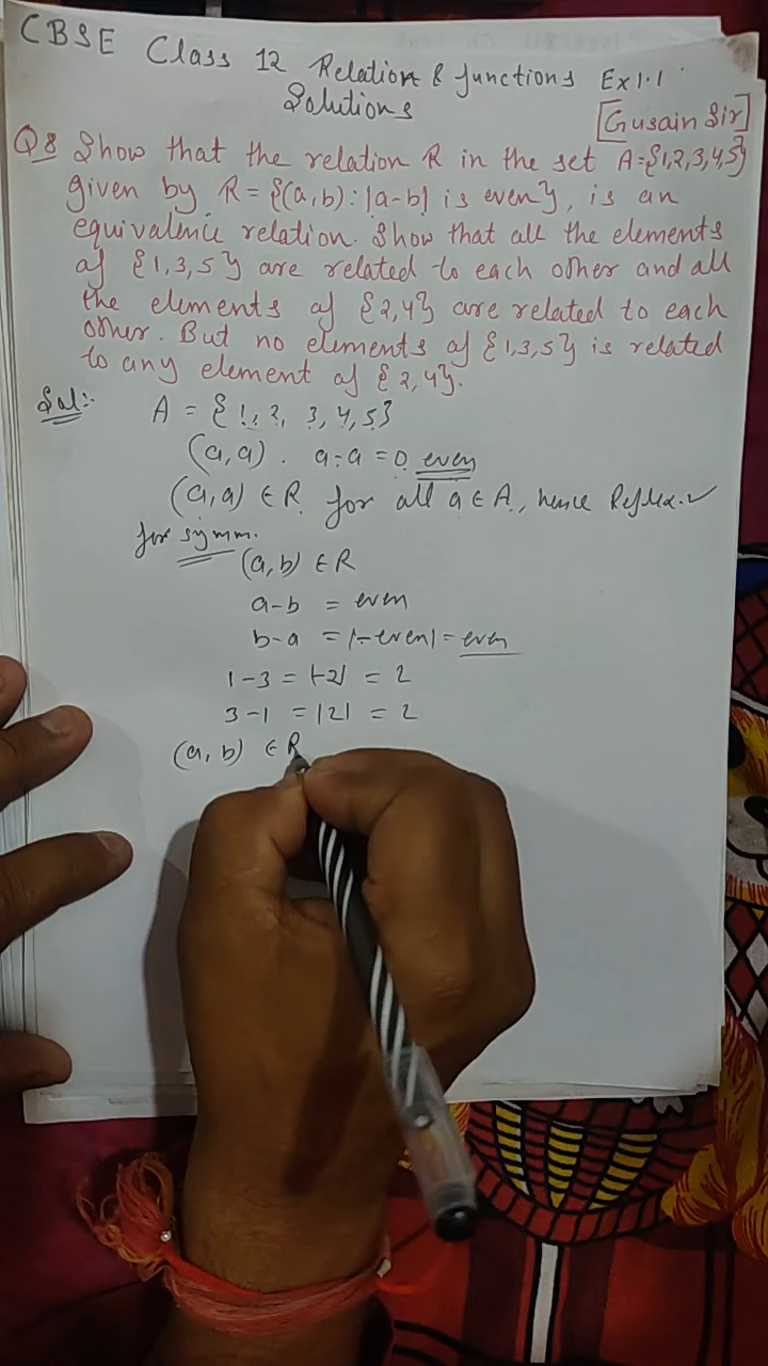 CBSE Class 12 Relation & functions Ex 1.1
Solutions
[Gusain Sir]
Q8 Show that the relation R in the set A={1,2,3,4,5}
given by R = {(a,b) : |a-b| is even}, is an
equivalence relation. Show that all the elements
of {1,3,5} are related to each other and all
the elements of {2,4} are related to each
other. But no elements of {1,3,5} is related
to any element of {2,4}.
Sol:- A = {1, 2, 3, 4, 5}
(a,a). a-a = 0 even
(a,a) ∈ R for all a ∈ A, hence Reflex. ✓
for symm.
(a,b) ∈ R
a-b = even
b-a = |-even| = even
1-3 = |-2| = 2
3-1 = |2| = 2
(a,b) ∈ R